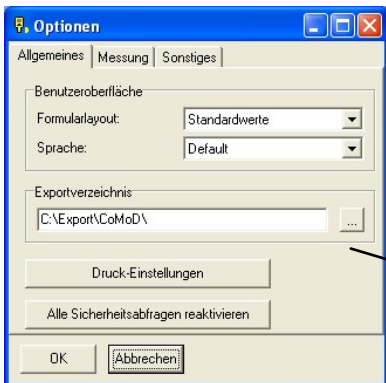 Optionen
Allgemeines Messung Sonstiges
Benutzeroberfläche
Formularlayout: Standardwerte
Sprache: Default
Exportverzeichnis
C:\Export\CoMoD\ ...
Druck-Einstellungen
Alle Sicherheitsabfragen reaktivieren
OK Abbrechen